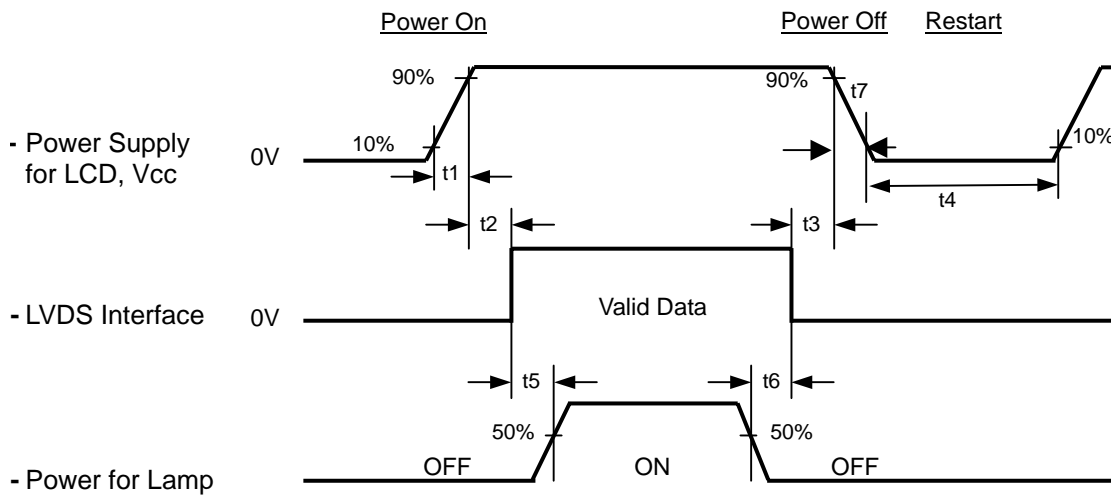 Power On
Power Off
Restart
90%
90%
t7
- Power Supply
for LCD, Vcc
0V
10%
10%
t1
t4
t2
t3
- LVDS Interface
0V
Valid Data
t5
t6
50%
50%
- Power for Lamp
OFF
ON
OFF